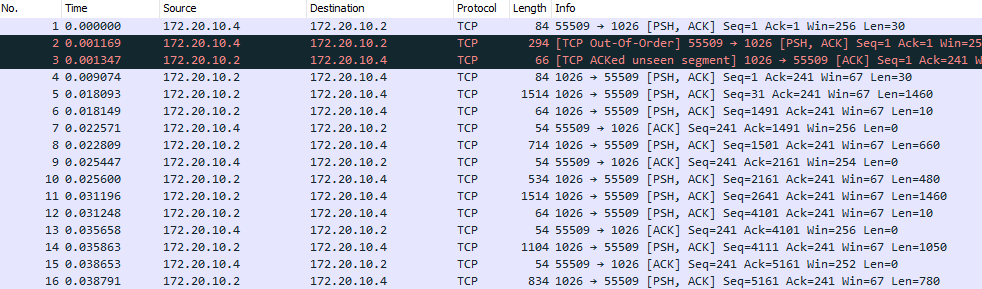 No. Time Source Destination Protocol Length Info
1 0.000000 172.20.10.4 172.20.10.2 TCP 84 55509 → 1026 [PSH, ACK] Seq=1 Ack=1 Win=256 Len=30
2 0.001169 172.20.10.4 172.20.10.2 TCP 294 [TCP Out-Of-Order] 55509 → 1026 [PSH, ACK] Seq=1 Ack=1 Win=25
3 0.001347 172.20.10.2 172.20.10.4 TCP 66 [TCP ACKed unseen segment] 1026 → 55509 [ACK] Seq=1 Ack=241 W
4 0.009074 172.20.10.2 172.20.10.4 TCP 84 1026 → 55509 [PSH, ACK] Seq=1 Ack=241 Win=67 Len=30
5 0.018093 172.20.10.2 172.20.10.4 TCP 1514 1026 → 55509 [PSH, ACK] Seq=31 Ack=241 Win=67 Len=1460
6 0.018149 172.20.10.2 172.20.10.4 TCP 64 1026 → 55509 [PSH, ACK] Seq=1491 Ack=241 Win=67 Len=10
7 0.022571 172.20.10.4 172.20.10.2 TCP 54 55509 → 1026 [ACK] Seq=241 Ack=1491 Win=256 Len=0
8 0.022809 172.20.10.2 172.20.10.4 TCP 714 1026 → 55509 [PSH, ACK] Seq=1501 Ack=241 Win=67 Len=660
9 0.025447 172.20.10.4 172.20.10.2 TCP 54 55509 → 1026 [ACK] Seq=241 Ack=2161 Win=254 Len=0
10 0.025600 172.20.10.2 172.20.10.4 TCP 534 1026 → 55509 [PSH, ACK] Seq=2161 Ack=241 Win=67 Len=480
11 0.031196 172.20.10.2 172.20.10.4 TCP 1514 1026 → 55509 [PSH, ACK] Seq=2641 Ack=241 Win=67 Len=1460
12 0.031248 172.20.10.2 172.20.10.4 TCP 64 1026 → 55509 [PSH, ACK] Seq=4101 Ack=241 Win=67 Len=10
13 0.035658 172.20.10.4 172.20.10.2 TCP 54 55509 → 1026 [ACK] Seq=241 Ack=4101 Win=256 Len=0
14 0.035863 172.20.10.2 172.20.10.4 TCP 1104 1026 → 55509 [PSH, ACK] Seq=4111 Ack=241 Win=67 Len=1050
15 0.038653 172.20.10.4 172.20.10.2 TCP 54 55509 → 1026 [ACK] Seq=241 Ack=5161 Win=252 Len=0
16 0.038791 172.20.10.2 172.20.10.4 TCP 834 1026 → 55509 [PSH, ACK] Seq=5161 Ack=241 Win=67 Len=780